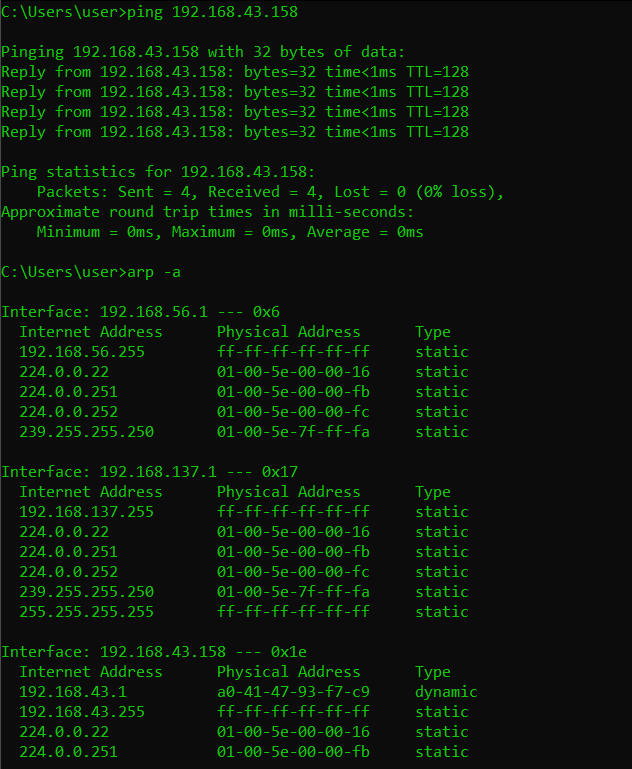 C:\Users\user>ping 192.168.43.158
Pinging 192.168.43.158 with 32 bytes of data:
Reply from 192.168.43.158: bytes=32 time<1ms TTL=128
Reply from 192.168.43.158: bytes=32 time<1ms TTL=128
Reply from 192.168.43.158: bytes=32 time<1ms TTL=128
Reply from 192.168.43.158: bytes=32 time<1ms TTL=128
Ping statistics for 192.168.43.158:
    Packets: Sent = 4, Received = 4, Lost = 0 (0% loss),
Approximate round trip times in milli-seconds:
    Minimum = 0ms, Maximum = 0ms, Average = 0ms
C:\Users\user>arp -a
Interface: 192.168.56.1 --- 0x6
  Internet Address      Physical Address      Type
  192.168.56.255        ff-ff-ff-ff-ff-ff     static
  224.0.0.22            01-00-5e-00-00-16     static
  224.0.0.251           01-00-5e-00-00-fb     static
  224.0.0.252           01-00-5e-00-00-fc     static
  239.255.255.250       01-00-5e-7f-ff-fa     static
Interface: 192.168.137.1 --- 0x17
  Internet Address      Physical Address      Type
  192.168.137.255       ff-ff-ff-ff-ff-ff     static
  224.0.0.22            01-00-5e-00-00-16     static
  224.0.0.251           01-00-5e-00-00-fb     static
  224.0.0.252           01-00-5e-00-00-fc     static
  239.255.255.250       01-00-5e-7f-ff-fa     static
  255.255.255.255       ff-ff-ff-ff-ff-ff     static
Interface: 192.168.43.158 --- 0x1e
  Internet Address      Physical Address      Type
  192.168.43.1          a0-41-47-93-f7-c9     dynamic
  192.168.43.255        ff-ff-ff-ff-ff-ff     static
  224.0.0.22            01-00-5e-00-00-16     static
  224.0.0.251           01-00-5e-00-00-fb     static